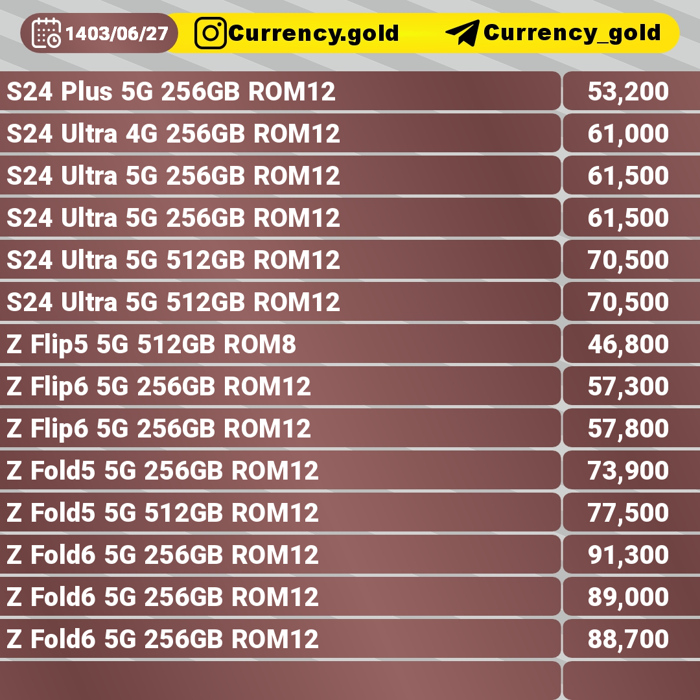 1403/06/27 Currency.gold Currency_gold
S24 Plus 5G 256GB ROM12 53,200
S24 Ultra 4G 256GB ROM12 61,000
S24 Ultra 5G 256GB ROM12 61,500
S24 Ultra 5G 256GB ROM12 61,500
S24 Ultra 5G 512GB ROM12 70,500
S24 Ultra 5G 512GB ROM12 70,500
Z Flip5 5G 512GB ROM8 46,800
Z Flip6 5G 256GB ROM12 57,300
Z Flip6 5G 256GB ROM12 57,800
Z Fold5 5G 256GB ROM12 73,900
Z Fold5 5G 512GB ROM12 77,500
Z Fold6 5G 256GB ROM12 91,300
Z Fold6 5G 256GB ROM12 89,000
Z Fold6 5G 256GB ROM12 88,700